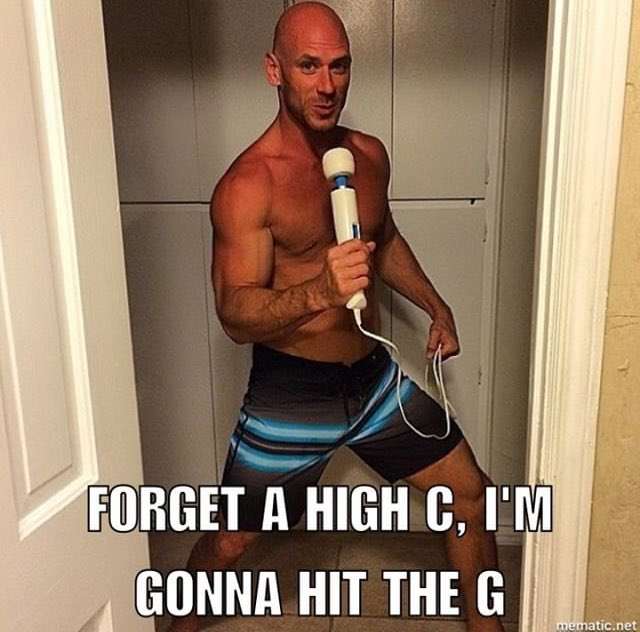 FORGET A HIGH C, I'M
GONNA HIT THE G
mematic.net